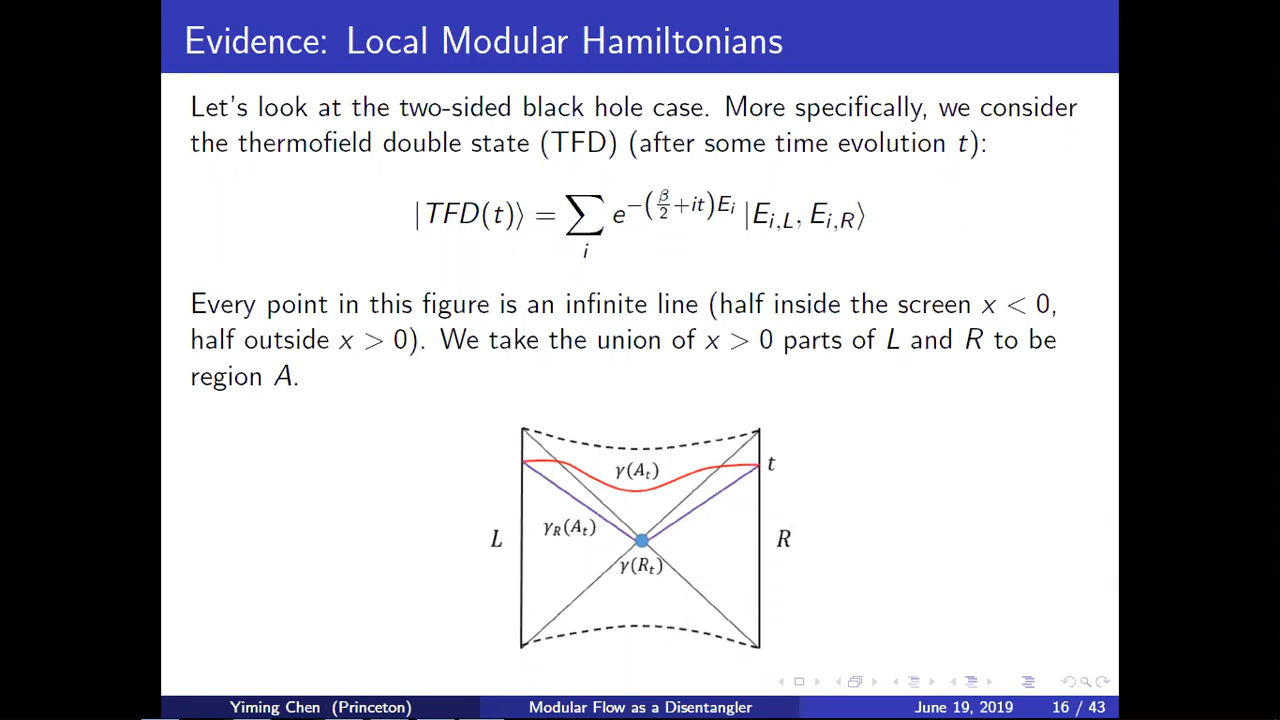 Evidence: Local Modular Hamiltonians
Let's look at the two-sided black hole case. More specifically, we consider
the thermofield double state (TFD) (after some time evolution t):
|TFD(t)⟩ = ∑_i e^{-(β/2+it)E_i} |E_{i,L}, E_{i,R}⟩
Every point in this figure is an infinite line (half inside the screen x < 0,
half outside x > 0). We take the union of x > 0 parts of L and R to be
region A.
γ(A_t)
t
γ_R(A_t)
L
R
γ(R_t)
Yiming Chen (Princeton)
Modular Flow as a Disentangler
June 19, 2019
16 / 43